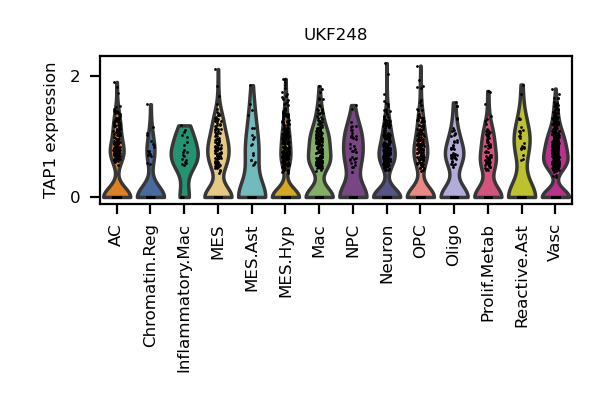 UKF248
TAP1 expression
2
0
AC
Chromatin.Reg
Inflammatory.Mac
MES
MES.Ast
MES.Hyp
Mac
NPC
Neuron
OPC
Oligo
Prolif.Metab
Reactive.Ast
Vasc